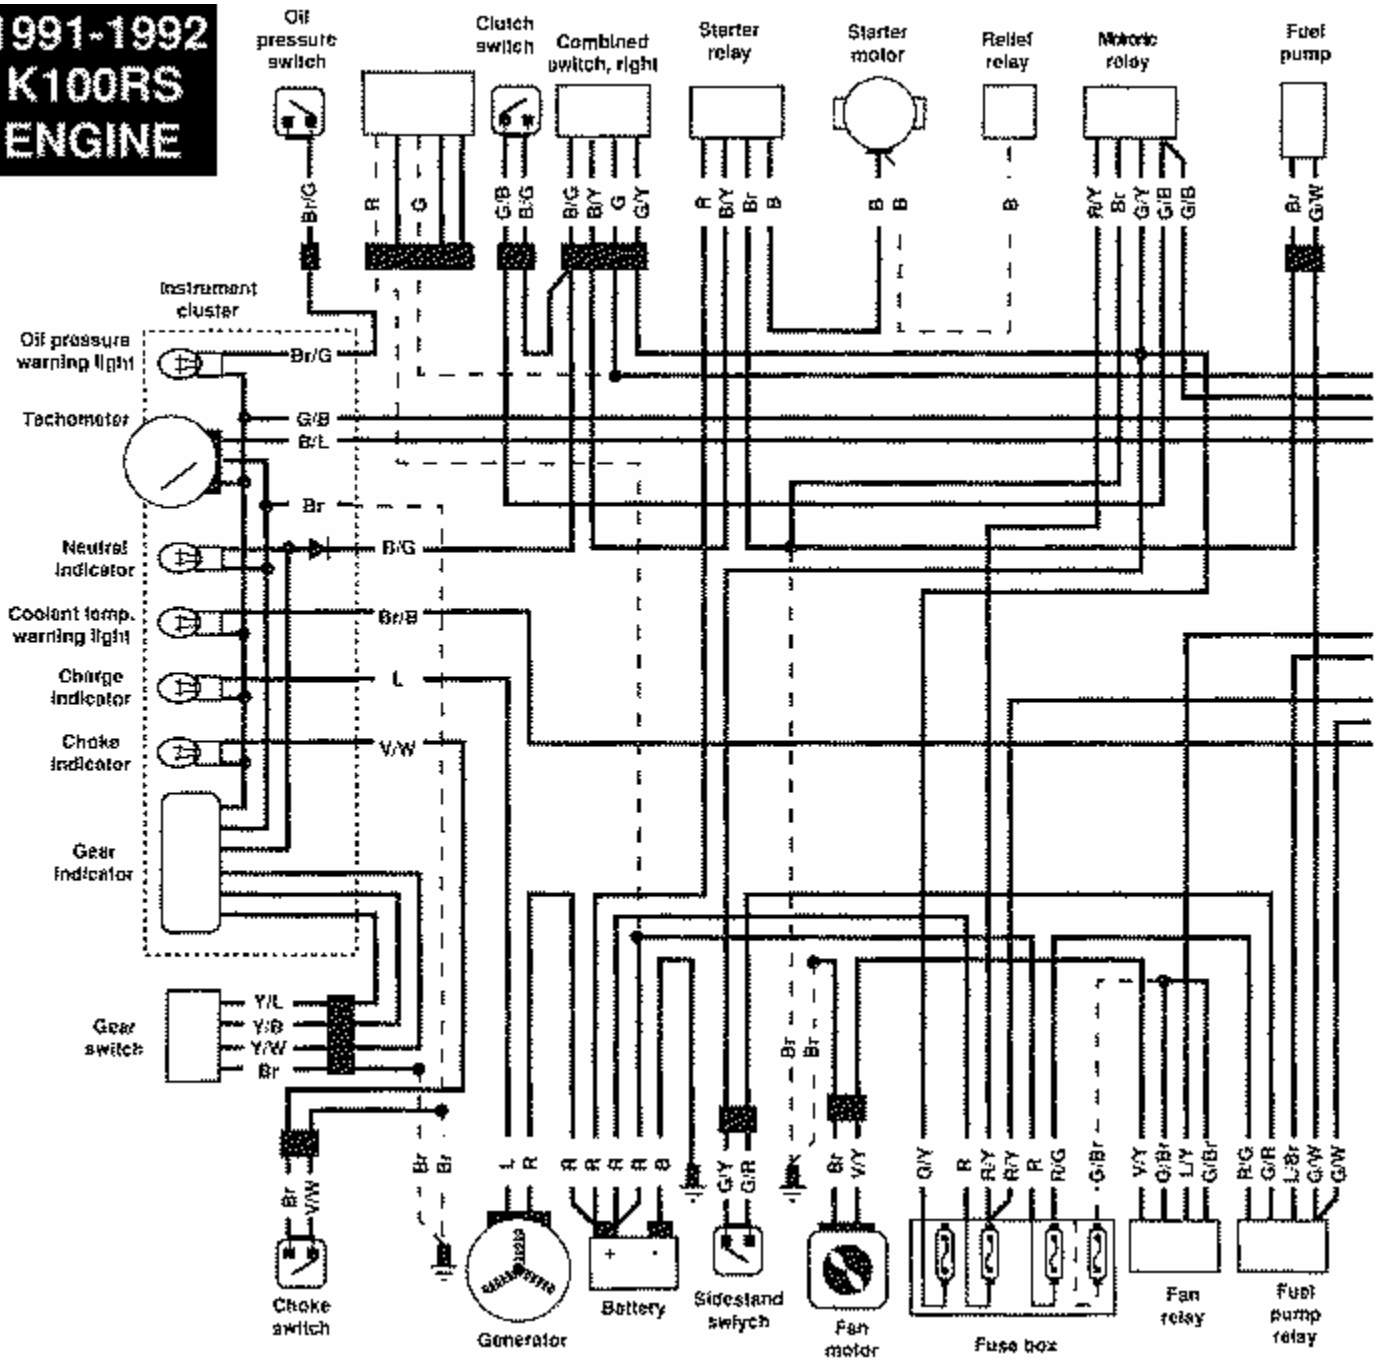 1991-1992
K100RS
ENGINE
Oil
pressure
switch
Clutch
switch
Combined
switch, right
Starter
relay
Starter
motor
Relief
relay
Motronic
relay
Fuel
pump
Br/G
R
G
G/B
B/G
B/G
B/Y
G
G/Y
R
B/Y
Br
B
B
B
B
R/Y
Br
G/Y
G/B
G/B
Br
G/W
Instrument
cluster
Oil pressure
warning light
Br/G
Tachometer
G/B
B/L
Br
Neutral
indicator
B/G
Coolant temp.
warning light
Br/B
Charge
indicator
L
Choke
indicator
V/W
Gear
indicator
Gear
switch
Y/L
Y/B
Y/W
Br
Br
Br
Br
V/W
Br
Br
L
R
R
R
R
R
B
G/Y
G/R
Br
V/Y
G/Y
R
R/Y
R/Y
R
R/G
G/Br
V/Y
G/Br
L/Y
G/Br
R/G
G/R
L/Br
G/W
G/W
+ -
Choke
switch
Generator
Battery
Sidestand
swiych
Fan
motor
Fuse box
Fan
relay
Fuel
pump
relay